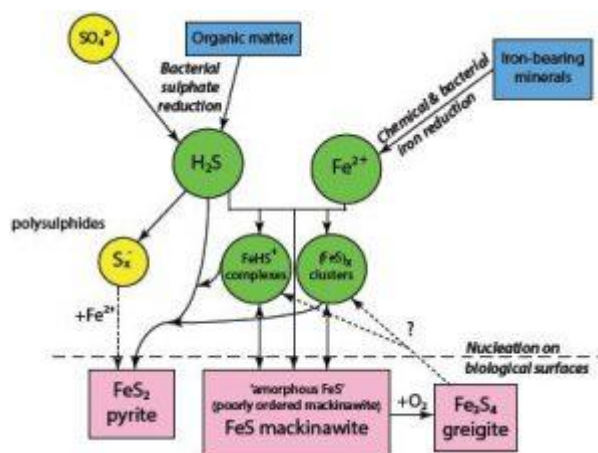 SO₄²⁻
Organic matter
Iron-bearing
minerals
Bacterial
sulphate
reduction
Chemical & bacterial
iron reduction
H₂S
Fe²⁺
polysulphides
Sₓ⁻
FeHS⁺
complexes
(FeS)ₓ
clusters
+Fe²⁺
?
Nucleation on
biological surfaces
FeS₂
pyrite
'amorphous FeS'
(poorly ordered mackinawite)
FeS mackinawite
+O₂
Fe₃S₄
greigite